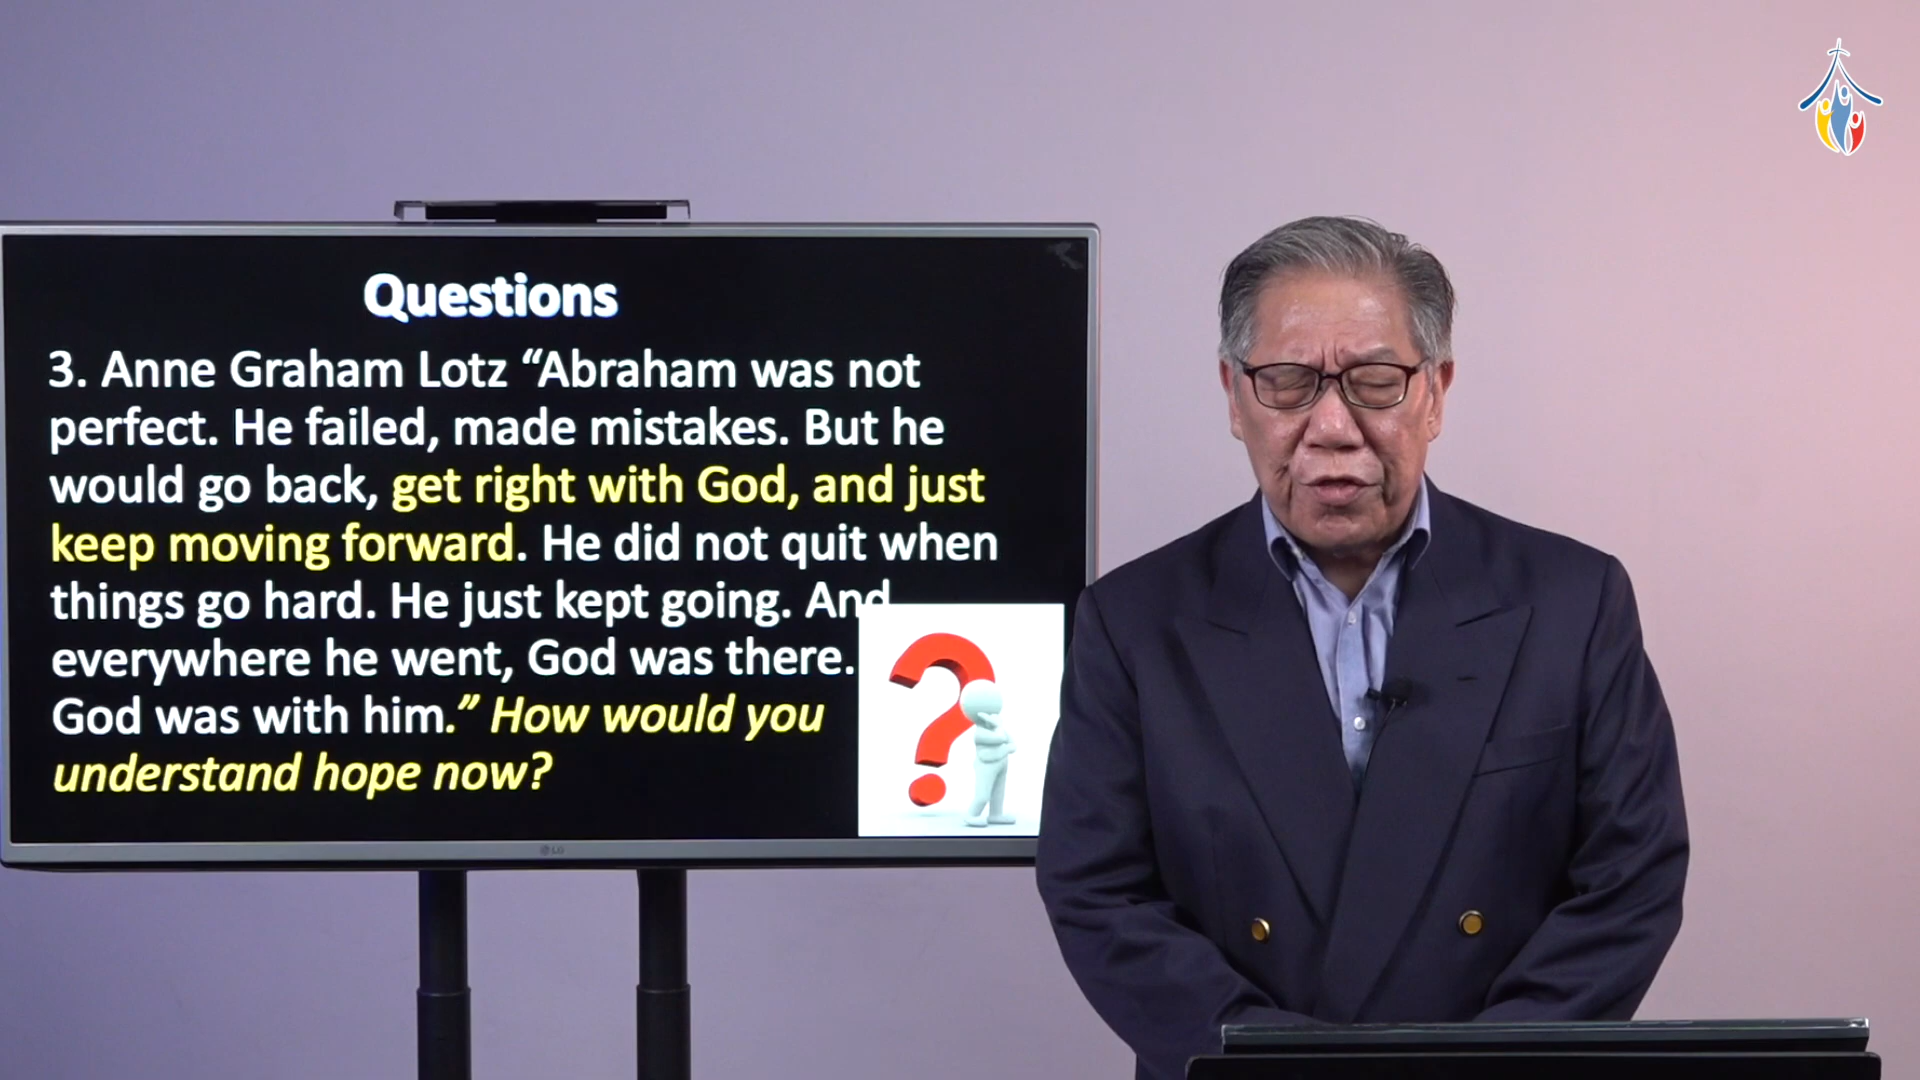 Questions
3. Anne Graham Lotz “Abraham was not
perfect. He failed, made mistakes. But he
would go back, get right with God, and just
keep moving forward. He did not quit when
things go hard. He just kept going. And
everywhere he went, God was there.
God was with him.” How would you
understand hope now?
LG